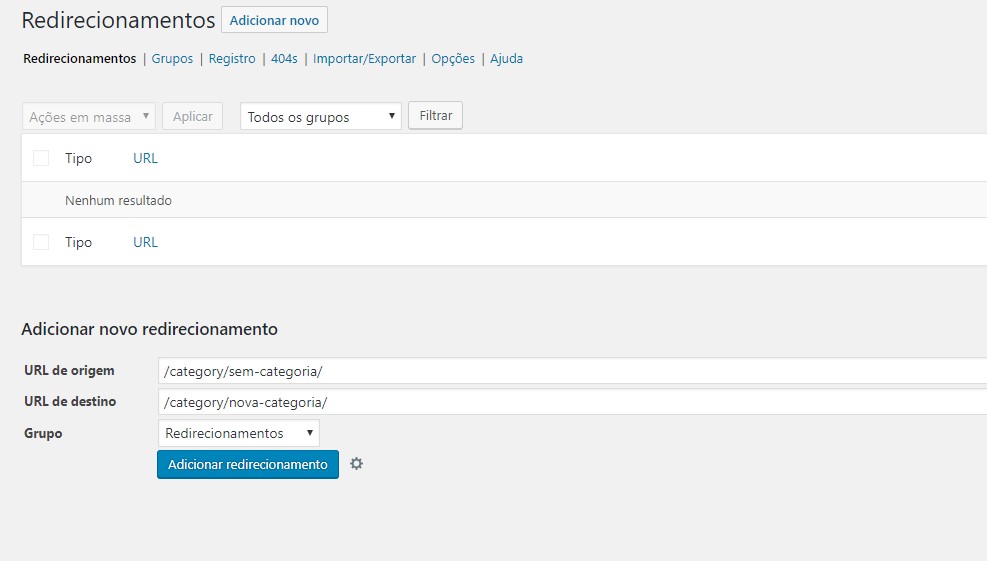 Redirecionamentos Adicionar novo
Redirecionamentos | Grupos | Registro | 404s | Importar/Exportar | Opções | Ajuda
Ações em massa Aplicar Todos os grupos Filtrar
Tipo URL
Nenhum resultado
Tipo URL
Adicionar novo redirecionamento
URL de origem /category/sem-categoria/
URL de destino /category/nova-categoria/
Grupo Redirecionamentos
Adicionar redirecionamento